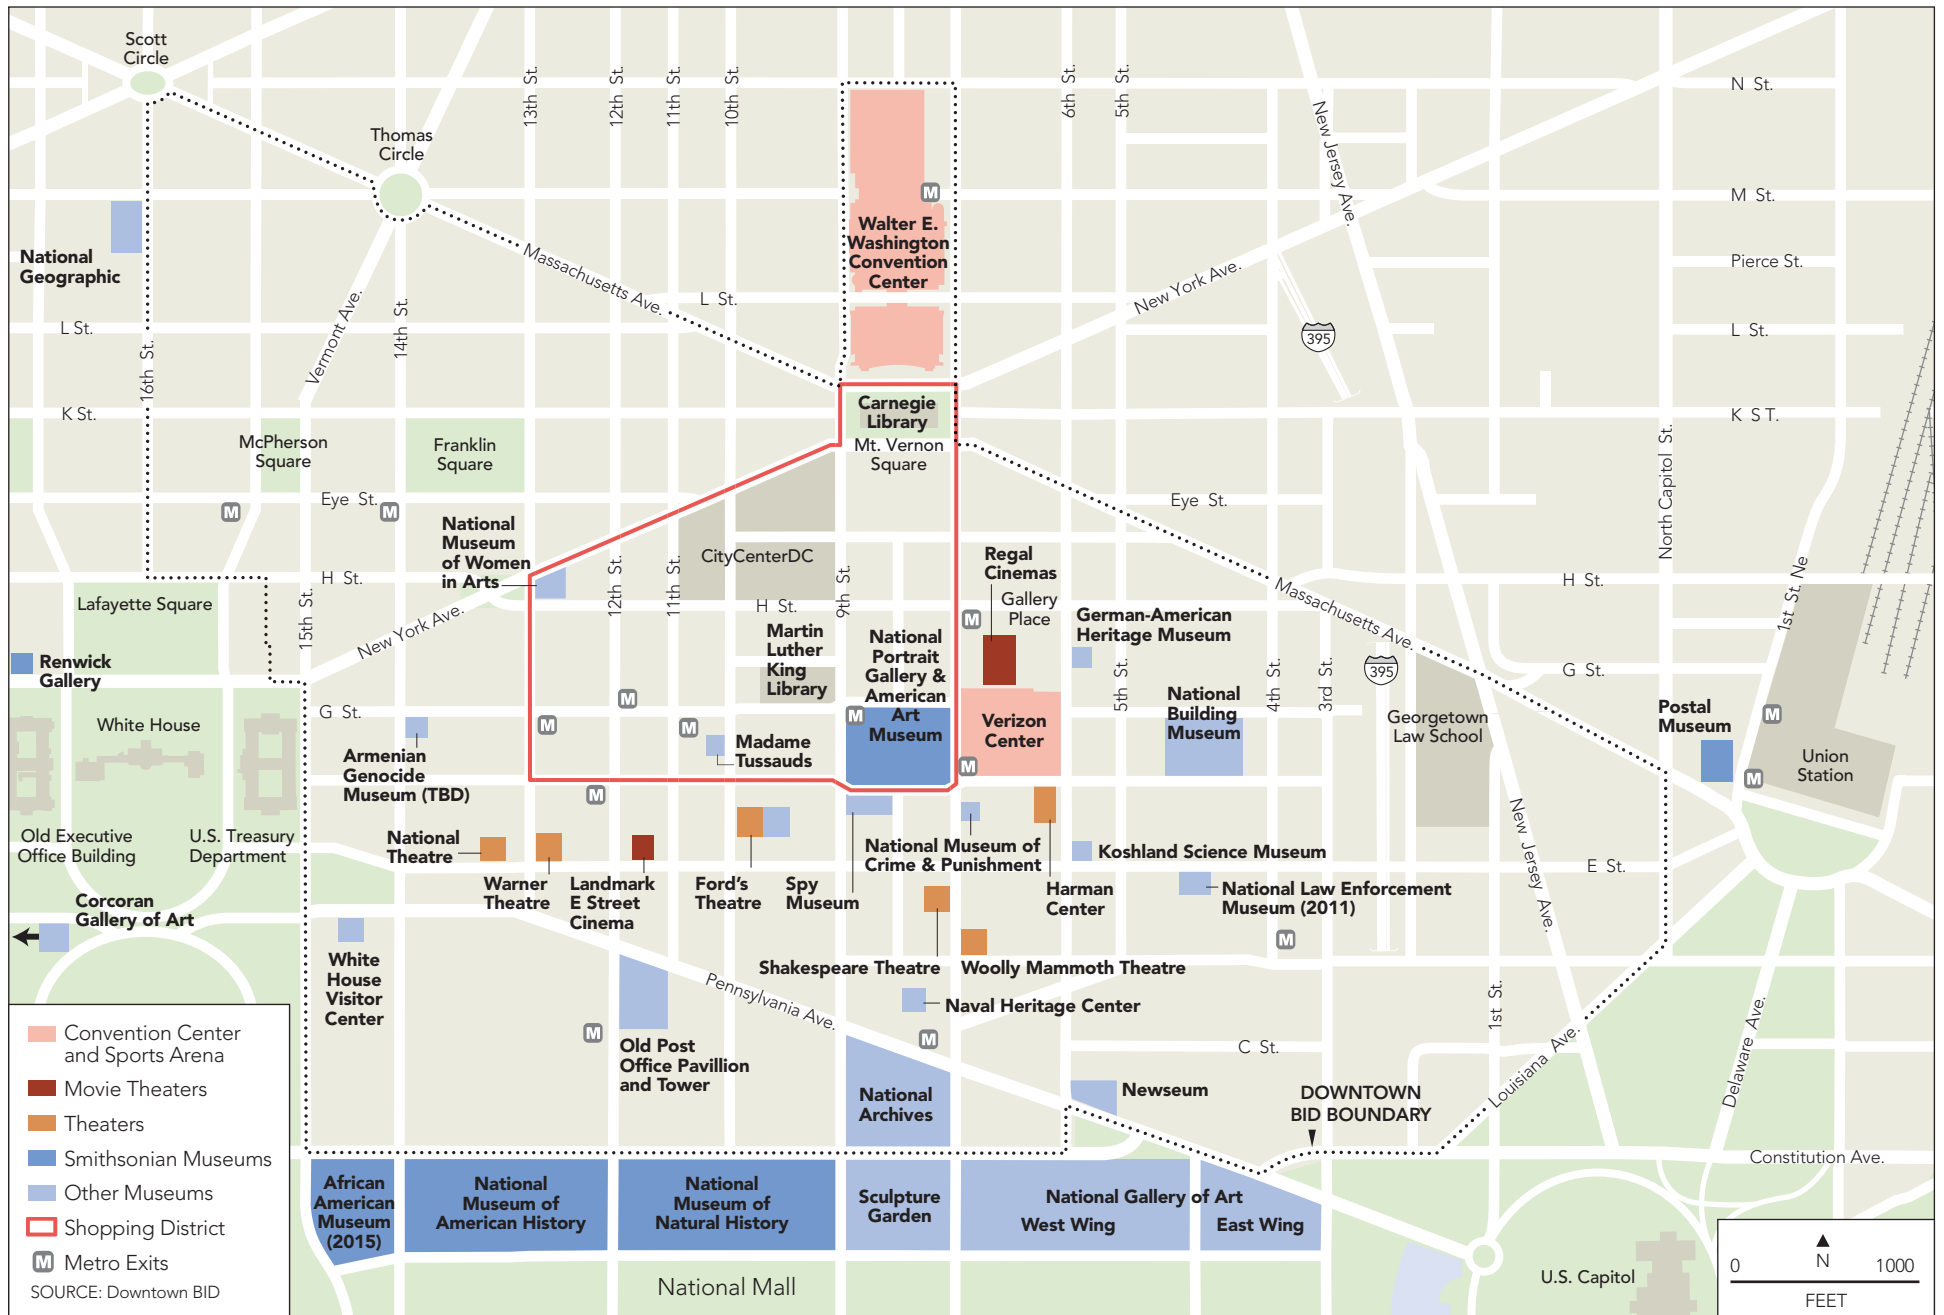 Scott
Circle
Thomas
Circle
13th St.
12th St.
11th St.
10th St.
6th St.
5th St.
New Jersey Ave.
N St.
M St.
Pierce St.
L St.
K S T.
National
Geographic
L St.
K St.
16th St.
Vermont Ave.
14th St.
Massachusetts Ave.
L St.
M
Walter E.
Washington
Convention
Center
New York Ave.
395
Carnegie
Library
Mt. Vernon
Square
McPherson
Square
Franklin
Square
Eye St.
M
M
Eye St.
North Capitol St.
National
Museum
of Women
in Arts
CityCenterDC
H St.
12th St.
11th St.
H St.
9th St.
Regal
Cinemas
Gallery
Place
M
Massachusetts Ave.
H St.
1st St. Ne
Lafayette Square
15th St.
New York Ave.
Martin
Luther
King
Library
National
Portrait
Gallery &
American
Art
Museum
German-American
Heritage Museum
5th St.
4th St.
3rd St.
395
G St.
Renwick
Gallery
White House
G St.
M
M
M
M
M
Verizon
Center
National
Building
Museum
Georgetown
Law School
Postal
Museum
M
M
Union
Station
Armenian
Genocide
Museum (TBD)
Madame
Tussauds
M
Old Executive
Office Building
U.S. Treasury
Department
National
Theatre
Warner
Theatre
Landmark
E Street
Cinema
Ford's
Theatre
Spy
Museum
National Museum of
Crime & Punishment
Harman
Center
Koshland Science Museum
National Law Enforcement
Museum (2011)
New Jersey Ave.
E St.
Corcoran
Gallery of Art
White
House
Visitor
Center
Shakespeare Theatre
Woolly Mammoth Theatre
M
Pennsylvania Ave.
Naval Heritage Center
M
M
Old Post
Office Pavillion
and Tower
C St.
1st St.
Louisiana Ave.
Delaware Ave.
National
Archives
Newseum
DOWNTOWN
BID BOUNDARY
Constitution Ave.
African
American
Museum
(2015)
National
Museum of
American History
National
Museum of
Natural History
Sculpture
Garden
National Gallery of Art
West Wing
East Wing
National Mall
U.S. Capitol
Convention Center
and Sports Arena
Movie Theaters
Theaters
Smithsonian Museums
Other Museums
Shopping District
M Metro Exits
SOURCE: Downtown BID
0
N
1000
FEET